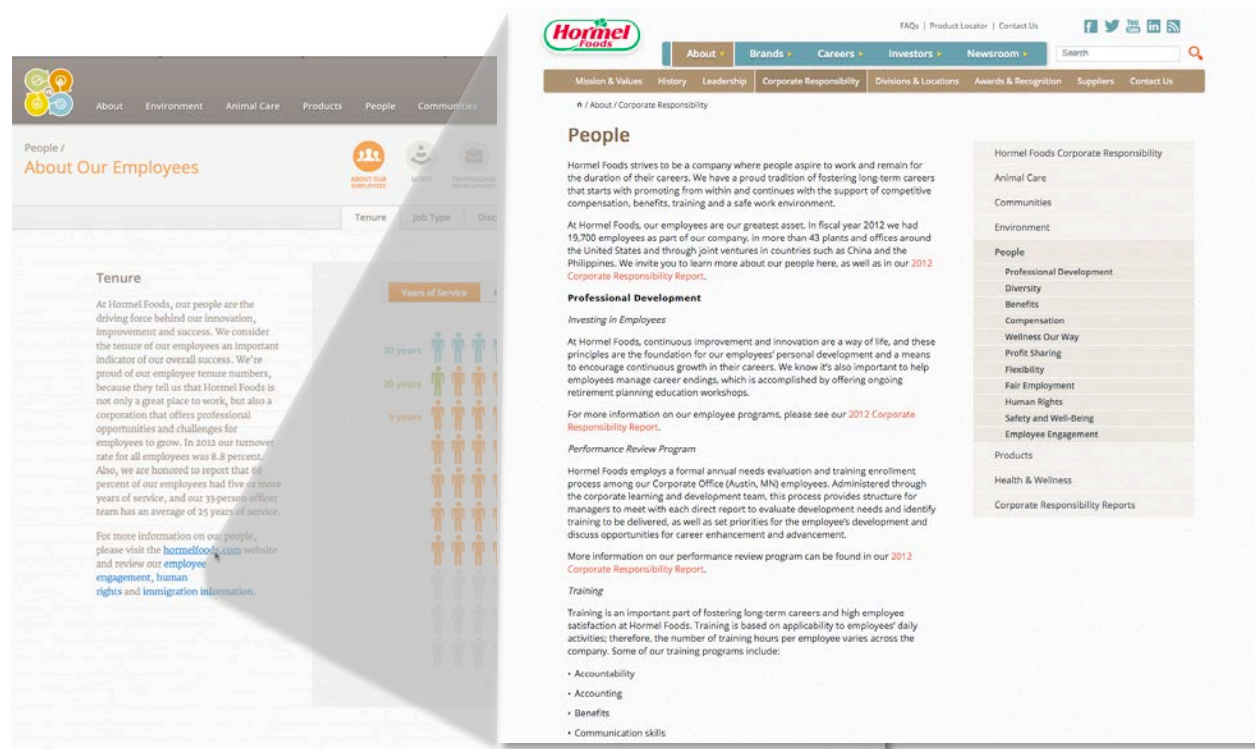 About Environment Animal Care Products People Communities
People /
About Our Employees
ABOUT OUR
EMPLOYEES
SAFETY
PROFESSIONAL
DEVELOPMENT
Tenure Job Type
Tenure
At Hormel Foods, our people are the
driving force behind our innovation,
improvement and success. We consider
the tenure of our employees an important
indicator of our overall success. We're
proud of our employee tenure numbers,
because they tell us that Hormel Foods is
not only a great place to work, but also a
corporation that offers professional
opportunities and challenges for
employees to grow. In 2012 our turnover
rate for all employees was 8.8 percent.
Also, we are honored to report that 66
percent of our employees had five or more
years of service, and our 33-person officer
team has an average of 25 years of service.
For more information on our people,
please visit the hormelfoods.com website
and review our employee
engagement, human
rights and immigration information.
Years of Service
30 years
20 years
5 years
Hormel
Foods
FAQs | Product Locator | Contact Us
You
Tube
in
About Brands Careers Investors Newsroom
Search
Mission & Values History Leadership Corporate Responsibility Divisions & Locations Awards & Recognition Suppliers Contact Us
/ About / Corporate Responsibility
People
Hormel Foods strives to be a company where people aspire to work and remain for
the duration of their careers. We have a proud tradition of fostering long-term careers
that starts with promoting from within and continues with the support of competitive
compensation, benefits, training and a safe work environment.
At Hormel Foods, our employees are our greatest asset. In fiscal year 2012 we had
19,700 employees as part of our company, in more than 43 plants and offices around
the United States and through joint ventures in countries such as China and the
Philippines. We invite you to learn more about our people here, as well as in our 2012
Corporate Responsibility Report.
Professional Development
Investing in Employees
At Hormel Foods, continuous improvement and innovation are a way of life, and these
principles are the foundation for our employees' personal development and a means
to encourage continuous growth in their careers. We know it's also important to help
employees manage career endings, which is accomplished by offering ongoing
retirement planning education workshops.
For more information on our employee programs, please see our 2012 Corporate
Responsibility Report.
Performance Review Program
Hormel Foods employs a formal annual needs evaluation and training enrollment
process among our Corporate Office (Austin, MN) employees. Administered through
the corporate learning and development team, this process provides structure for
managers to meet with each direct report to evaluate development needs and identify
training to be delivered, as well as set priorities for the employee's development and
discuss opportunities for career enhancement and advancement.
More information on our performance review program can be found in our 2012
Corporate Responsibility Report.
Training
Training is an important part of fostering long-term careers and high employee
satisfaction at Hormel Foods. Training is based on applicability to employees' daily
activities; therefore, the number of training hours per employee varies across the
company. Some of our training programs include:
• Accountability
• Accounting
• Benefits
• Communication skills
Hormel Foods Corporate Responsibility
Animal Care
Communities
Environment
People
Professional Development
Diversity
Benefits
Compensation
Wellness Our Way
Profit Sharing
Flexibility
Fair Employment
Human Rights
Safety and Well-Being
Employee Engagement
Products
Health & Wellness
Corporate Responsibility Reports